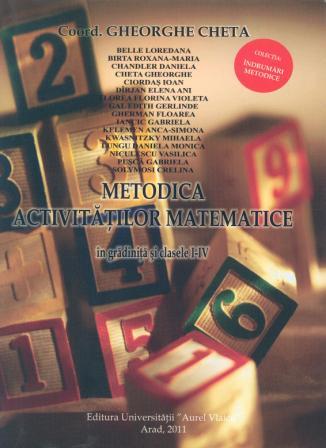 Coord. GHEORGHE CHETA
BELLE LOREDANA
BIRTA ROXANA-MARIA
CHANDLER DANIELA
CHETA GHEORGHE
CIORDAȘ IOAN
DÎRJAN ELENA ANI
FLOREA FLORINA VIOLETA
GAL EDITH GERLINDE
GHERMAN FLOAREA
IANCIC GABRIELA
KELEMEN ANCA-SIMONA
KWASNITZKY MIHAELA
LUNGU DANIELA MONICA
NICULESCU VASILICA
PUȘCĂ GABRIELA
SOLYMOSI CRELINA
COLECȚIA:
ÎNDRUMĂRI
METODICE
METODICA
ACTIVITĂȚILOR MATEMATICE
în grădiniță și clasele I-IV
Editura Universității "Aurel Vlaicu"
Arad, 2011